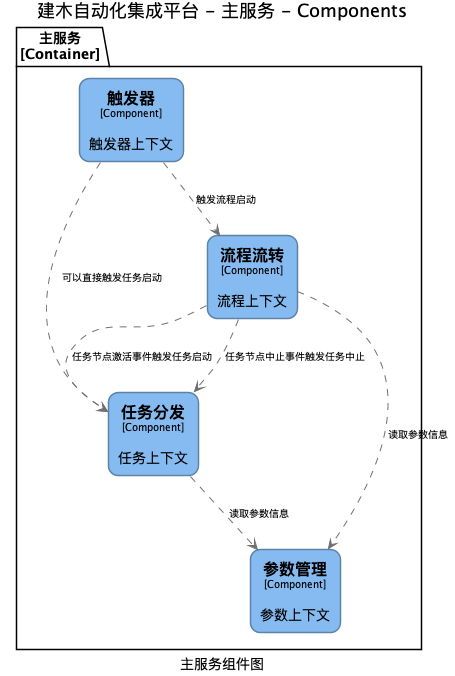 建木自动化集成平台 - 主服务 - Components
主服务
[Container]
触发器
[Component]
触发器上下文
触发流程启动
流程流转
[Component]
流程上下文
可以直接触发任务启动
任务节点激活事件触发任务启动
任务节点中止事件触发任务中止
任务分发
[Component]
任务上下文
读取参数信息
读取参数信息
参数管理
[Component]
参数上下文
主服务组件图